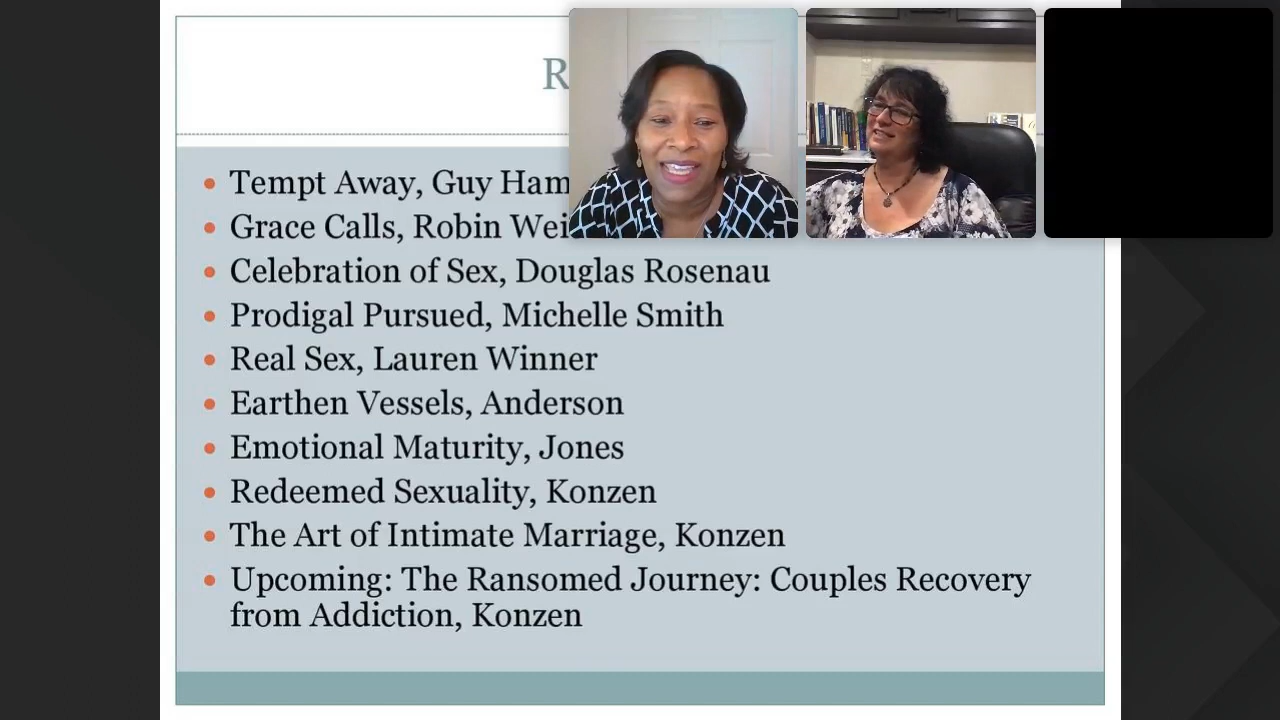 R
Tempt Away, Guy Ham
Grace Calls, Robin Wei
Celebration of Sex, Douglas Rosenau
Prodigal Pursued, Michelle Smith
Real Sex, Lauren Winner
Earthen Vessels, Anderson
Emotional Maturity, Jones
Redeemed Sexuality, Konzen
The Art of Intimate Marriage, Konzen
Upcoming: The Ransomed Journey: Couples Recovery
from Addiction, Konzen